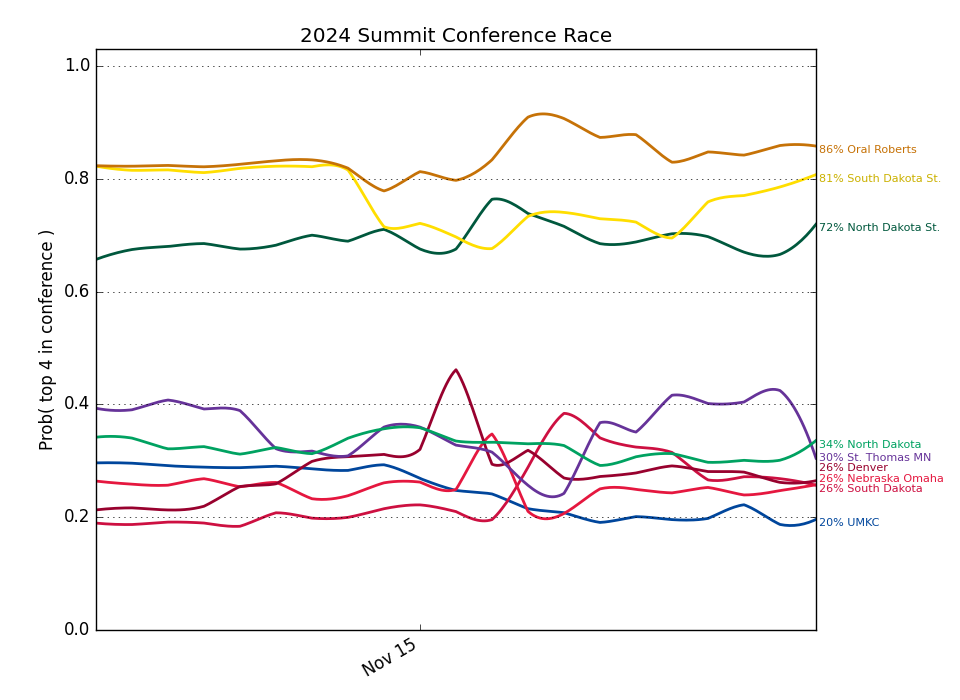 2024 Summit Conference Race
Prob( top 4 in conference )
1.0
0.8
0.6
0.4
0.2
0.0
Nov 15
86% Oral Roberts
81% South Dakota St.
72% North Dakota St.
34% North Dakota
30% St. Thomas MN
26% Denver
26% Nebraska Omaha
26% South Dakota
20% UMKC